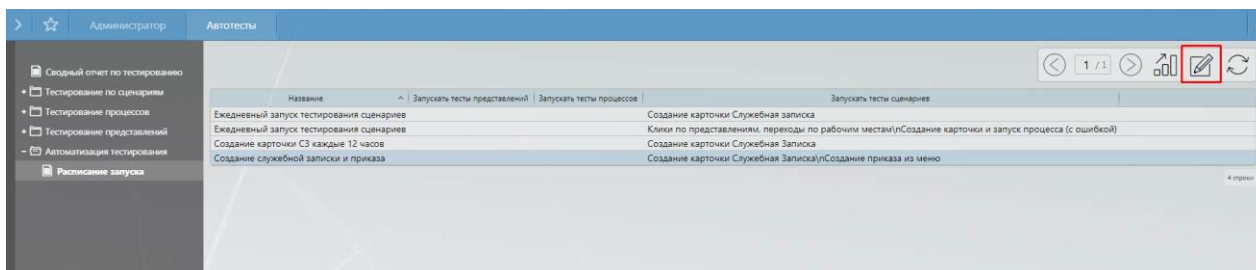 Администратор Автотесты
Сводный отчет по тестированию
Тестирование по сценариям
Тестирование процессов
Тестирование представлений
Автоматизация тестирования
Расписание запуска
1 /1
Название Запускать тесты представлений Запускать тесты процессов Запускать тесты сценариев
Ежедневный запуск тестирования сценариев Создание карточки Служебная записка
Ежедневный запуск тестирования сценариев Клики по представлениям, переходы по рабочим местам\nСоздание карточки и запуск процесса (с ошибкой)
Создание карточки СЗ каждые 12 часов Создание карточки Служебная Записка
Создание служебной записки и приказа Создание карточки Служебная Записка\nСоздание приказа из меню
4 строки